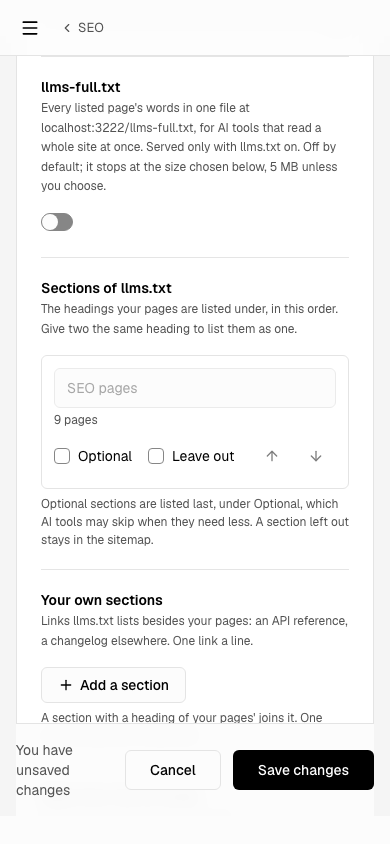 SEO
llms-full.txt
Every listed page's words in one file at
localhost:3222/llms-full.txt, for AI tools that read a
whole site at once. Served only with llms.txt on. Off by
default; it stops at the size chosen below, 5 MB unless
you choose.
Sections of llms.txt
The headings your pages are listed under, in this order.
Give two the same heading to list them as one.
SEO pages
9 pages
Optional
Leave out
Optional sections are listed last, under Optional, which
AI tools may skip when they need less. A section left out
stays in the sitemap.
Your own sections
Links llms.txt lists besides your pages: an API reference,
a changelog elsewhere. One link a line.
Add a section
A section with a heading of your pages' joins it. One
You have
unsaved
changes
Cancel
Save changes